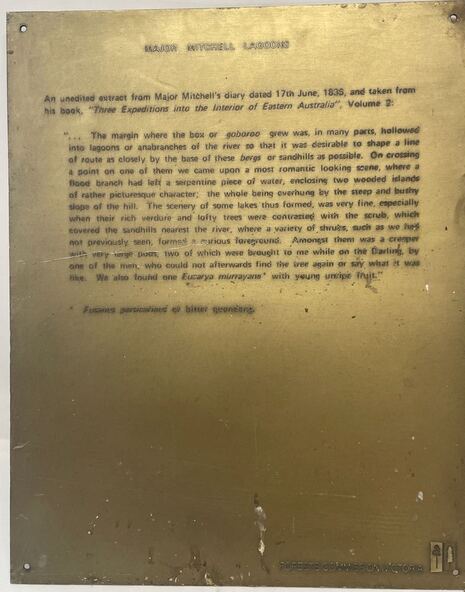 MAJOR MITCHELL LAGOONS
An unedited extract from Major Mitchell's diary dated 17th June, 1835, and taken from
his book, "Three Expeditions into the Interior of Eastern Australia", Volume 2:
"... The margin where the box or goboroo grew was, in many parts, hollowed
into lagoons or anabranches of the river so that it was desirable to shape a line
of route as closely by the base of these bergs or sandhills as possible. On crossing
a point on one of them we came upon a most romantic looking scene, where a
flood branch had left a serpentine piece of water, enclosing two wooded islands
of rather picturesque character; the whole being overhung by the steep and bushy
slope of the hill. The scenery of some lakes thus formed, was very fine, especially
when their rich verdure and lofty trees were contrasted with the scrub, which
covered the sandhills nearest the river, where a variety of shrubs, such as we had
not previously seen, formed a curious foreground. Amongst them was a creeper
with very large pods, two of which were brought to me while on the Darling, by
one of the men, who could not afterwards find the tree again or say what it was
like. We also found one Eucarya murrayana* with young unripe fruit."
* Fusanus persicarius or bitter quandong.
FORESTS COMMISSION VICTORIA